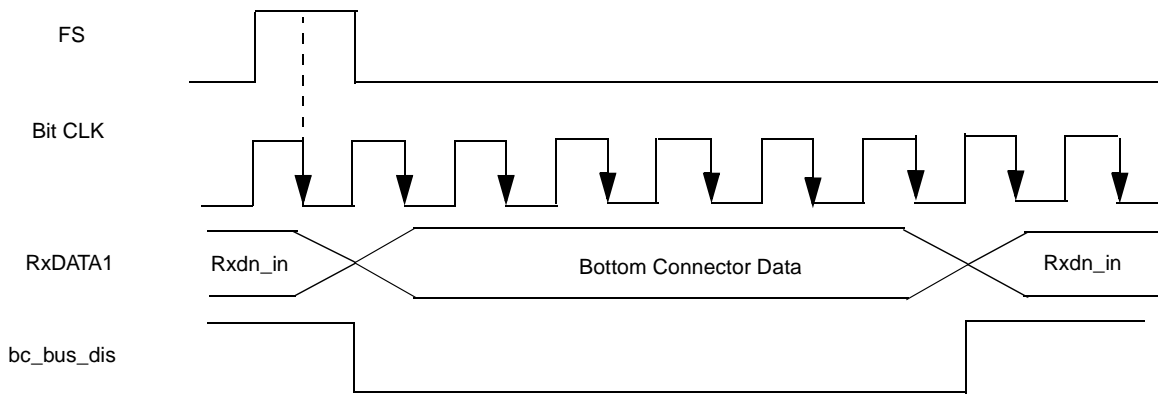 FS
Bit CLK
RxDATA1
Rxdn_in
Bottom Connector Data
Rxdn_in
bc_bus_dis